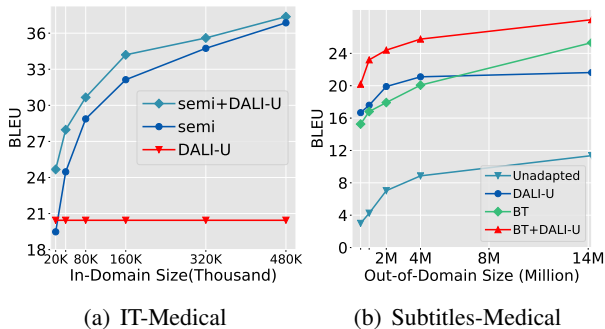 36
33
30
27
24
21
18
BLEU
semi+DALI-U
semi
DALI-U
20K 80K 160K 320K 480K
In-Domain Size(Thousand)
(a) IT-Medical
24
20
16
12
8
4
0
BLEU
Unadapted
DALI-U
BT
BT+DALI-U
2M 4M 8M 14M
Out-of-Domain Size (Million)
(b) Subtitles-Medical